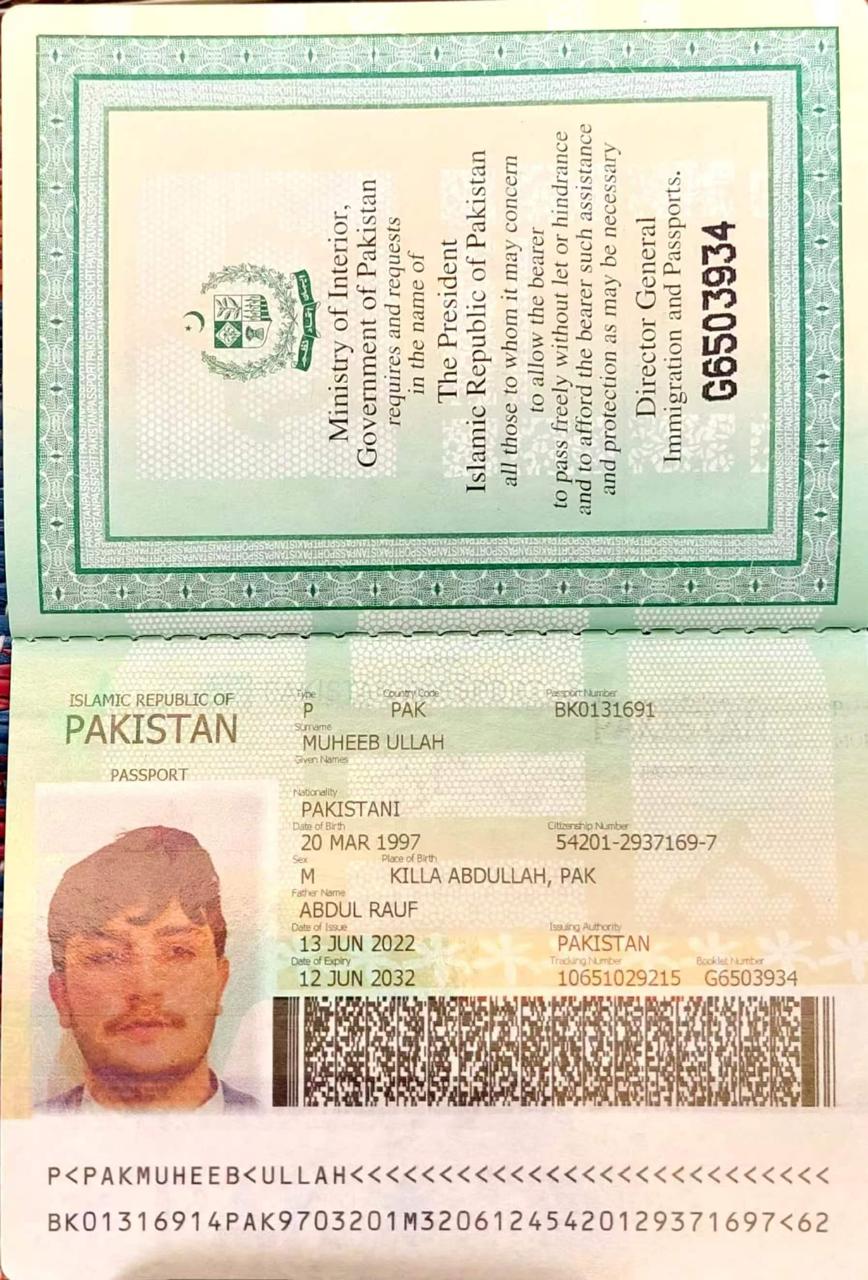 Ministry of Interior,
Government of Pakistan
requires and requests
in the name of
The President
Islamic Republic of Pakistan
all those to whom it may concern
to allow the bearer
to pass freely without let or hindrance
and to afford the bearer such assistance
and protection as may be necessary
Director General
Immigration and Passports.
G6503934
ISLAMIC REPUBLIC OF
PAKISTAN
PASSPORT
Type Country Code Passport Number
P PAK BK0131691
Surname
MUHEEB ULLAH
Given Names
Nationality
PAKISTANI
Date of Birth Citizenship Number
20 MAR 1997 54201-2937169-7
Sex Place of Birth
M KILLA ABDULLAH, PAK
Father Name
ABDUL RAUF
Date of Issue Issuing Authority
13 JUN 2022 PAKISTAN
Date of Expiry Tracking Number Booklet Number
12 JUN 2032 10651029215 G6503934
P<PAKMUHEEB<ULLAH<<<<<<<<<<<<<<<<<<<<<<<<<<<
BK01316914PAK9703201M3206124542012937​1697<62